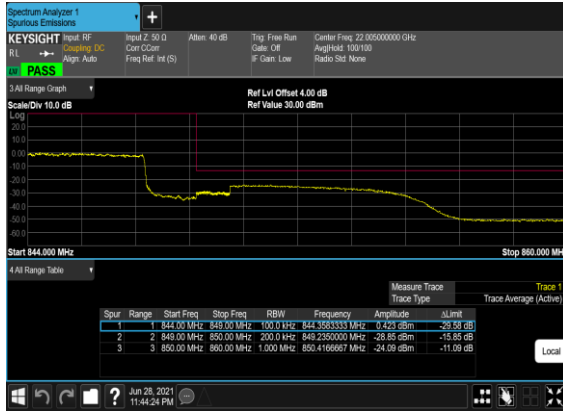 Spectrum Analyzer 1
Spurious Emissions
+
KEYSIGHT Input: RF Input Z: 50 Ω Atten: 40 dB Trig: Free Run Center Freq: 22.005000000 GHz
RL Coupling: DC Corr CCorr Gate: Off Avg|Hold: 100/100
Align: Auto Freq Ref: Int (S) IF Gain: Low Radio Std: None
PASS
3 All Range Graph
Ref Lvl Offset 4.00 dB
Scale/Div 10.0 dB Ref Value 30.00 dBm
Log
20.0
10.0
0.00
-10.0
-20.0
-30.0
-40.0
-50.0
-60.0
Start 844.000 MHz Stop 860.000 MH
4 All Range Table
Measure Trace Trace 1
Trace Type Trace Average (Active)
Spur Range Start Freq Stop Freq RBW Frequency Amplitude ΔLimit
1 1 844.00 MHz 849.00 MHz 100.0 kHz 844.3583333 MHz 0.423 dBm -29.58 dB
2 2 849.00 MHz 850.00 MHz 200.0 kHz 849.2350000 MHz -28.85 dBm -15.85 dB
3 3 850.00 MHz 860.00 MHz 1.000 MHz 850.4166667 MHz -24.09 dBm -11.09 dB
Local
? Jun 28, 2021
11:44:24 PM